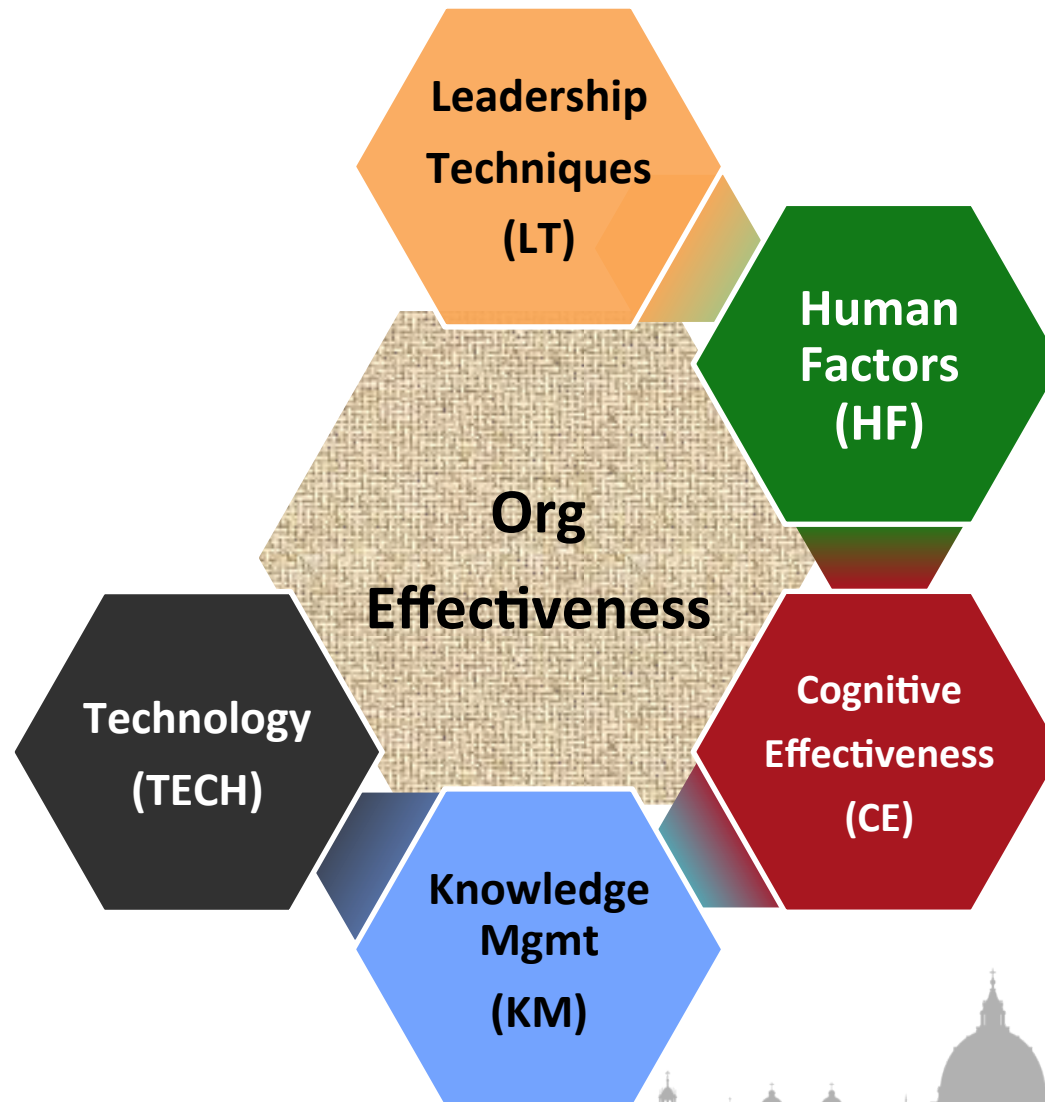 Leadership
Techniques
(LT)
Human
Factors
(HF)
Org
Effectiveness
Cognitive
Effectiveness
(CE)
Technology
(TECH)
Knowledge
Mgmt
(KM)